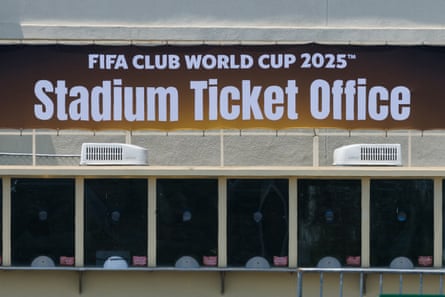 FIFA CLUB WORLD CUP 2025™
Stadium Ticket Office